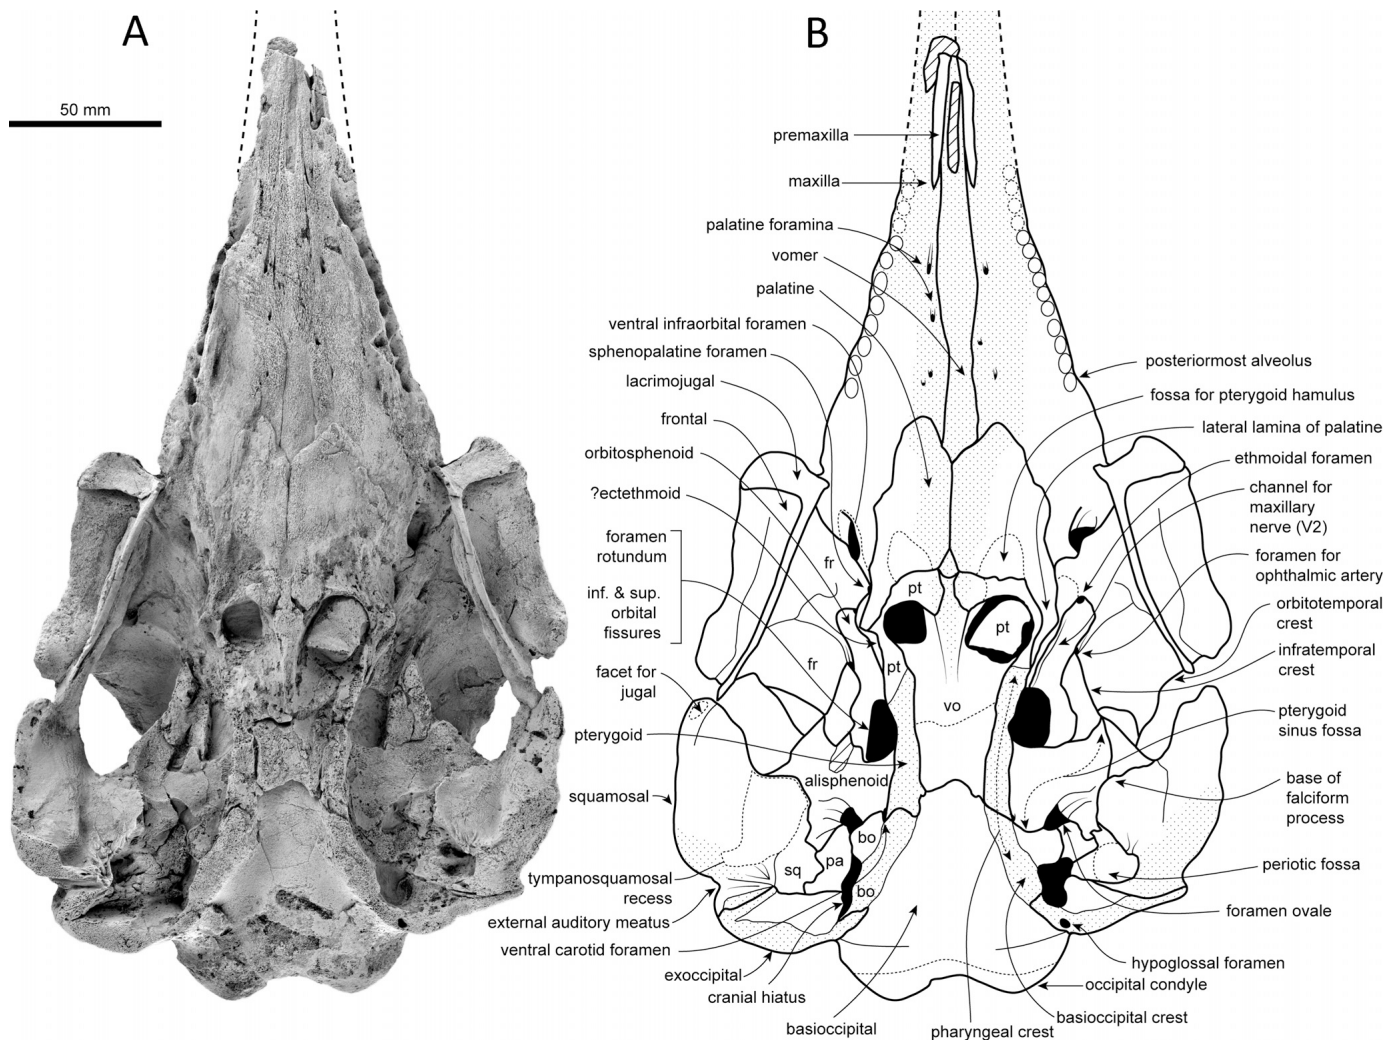 A
50 mm
B
premaxilla
maxilla
palatine foramina
vomer
palatine
ventral infraorbital foramen
sphenopalatine foramen
lacrimojugal
frontal
orbitosphenoid
?ectethmoid
foramen
rotundum
inf. & sup.
orbital
fissures
facet for
jugal
pterygoid
squamosal
tympanosquamosal
recess
external auditory meatus
ventral carotid foramen
exoccipital
cranial hiatus
basioccipital
fr
fr
pt
pt
pt
vo
alisphenoid
bo
pa
sq
bo
posteriormost alveolus
fossa for pterygoid hamulus
lateral lamina of palatine
ethmoidal foramen
channel for
maxillary
nerve (V2)
foramen for
ophthalmic artery
orbitotemporal
crest
infratemporal
crest
pterygoid
sinus fossa
base of
falciform
process
periotic fossa
foramen ovale
hypoglossal foramen
occipital condyle
basioccipital crest
pharyngeal crest